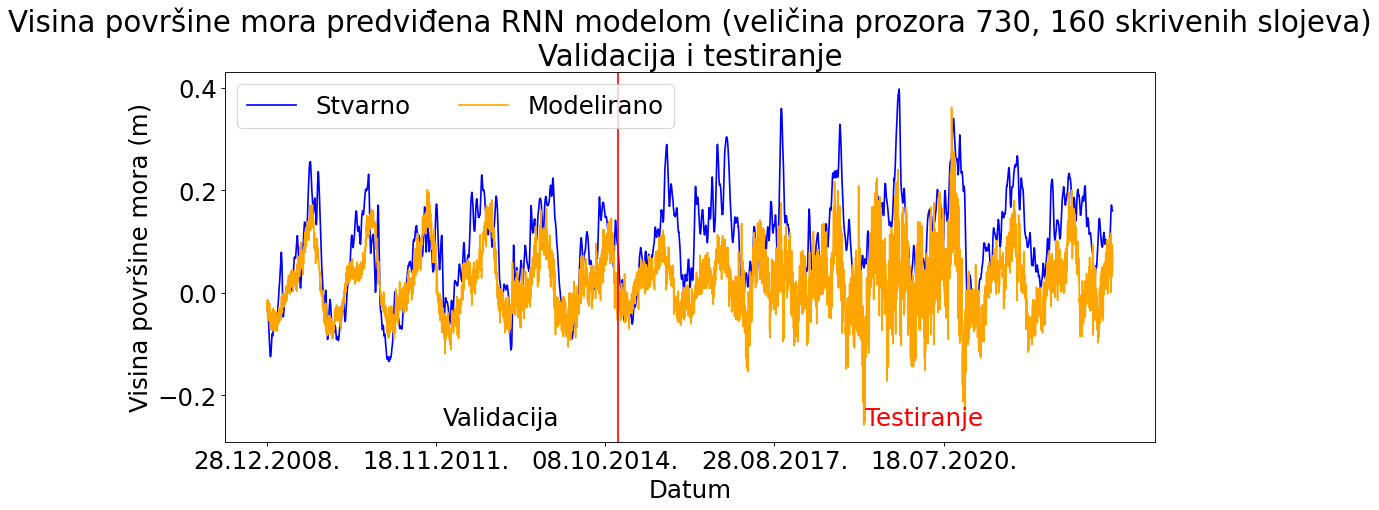 Visina površine mora predviđena RNN modelom (veličina prozora 730, 160 skrivenih slojeva)
Validacija i testiranje
Stvarno
Modelirano
Visina površine mora (m)
0.4
0.2
0.0
−0.2
Validacija
Testiranje
28.12.2008.
18.11.2011.
08.10.2014.
28.08.2017.
18.07.2020.
Datum